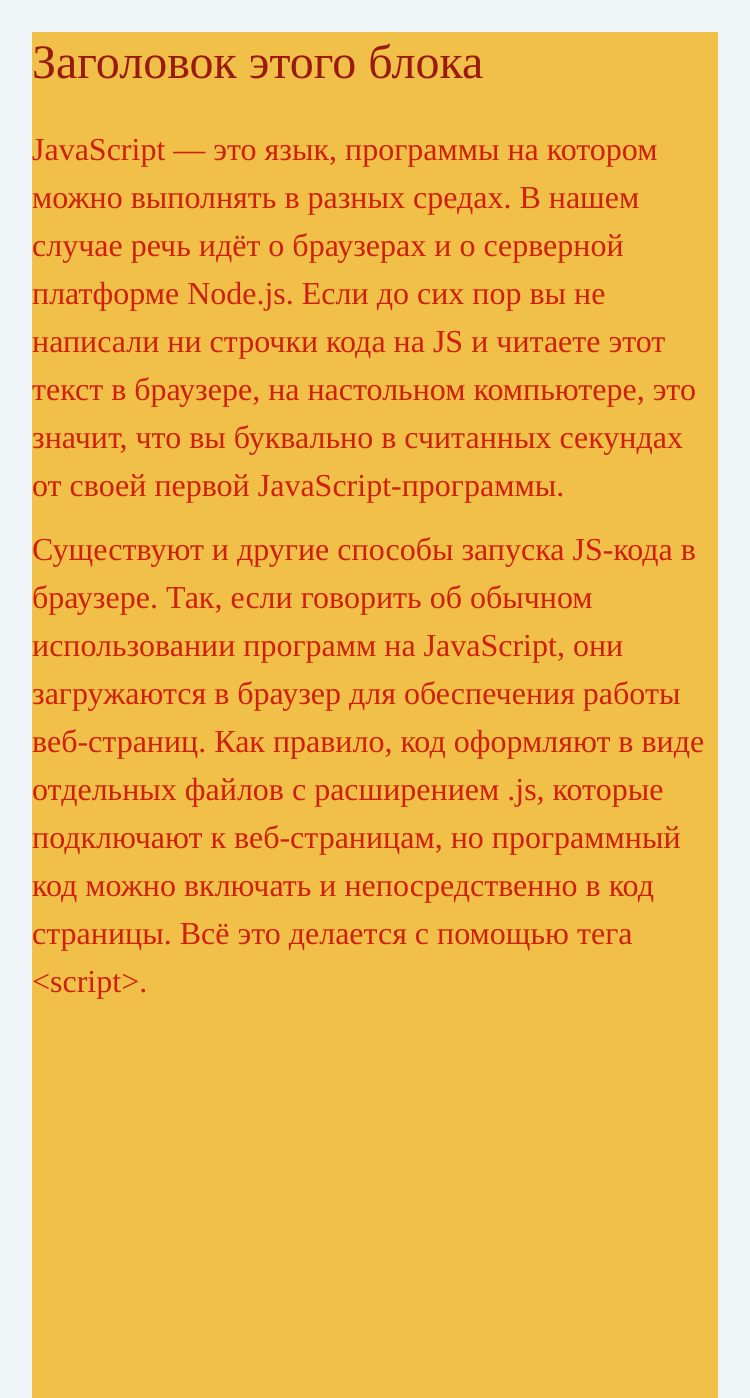 Заголовок этого блока
JavaScript — это язык, программы на котором
можно выполнять в разных средах. В нашем
случае речь идёт о браузерах и о серверной
платформе Node.js. Если до сих пор вы не
написали ни строчки кода на JS и читаете этот
текст в браузере, на настольном компьютере, это
значит, что вы буквально в считанных секундах
от своей первой JavaScript-программы.
Существуют и другие способы запуска JS-кода в
браузере. Так, если говорить об обычном
использовании программ на JavaScript, они
загружаются в браузер для обеспечения работы
веб-страниц. Как правило, код оформляют в виде
отдельных файлов с расширением .js, которые
подключают к веб-страницам, но программный
код можно включать и непосредственно в код
страницы. Всё это делается с помощью тега
<script>.